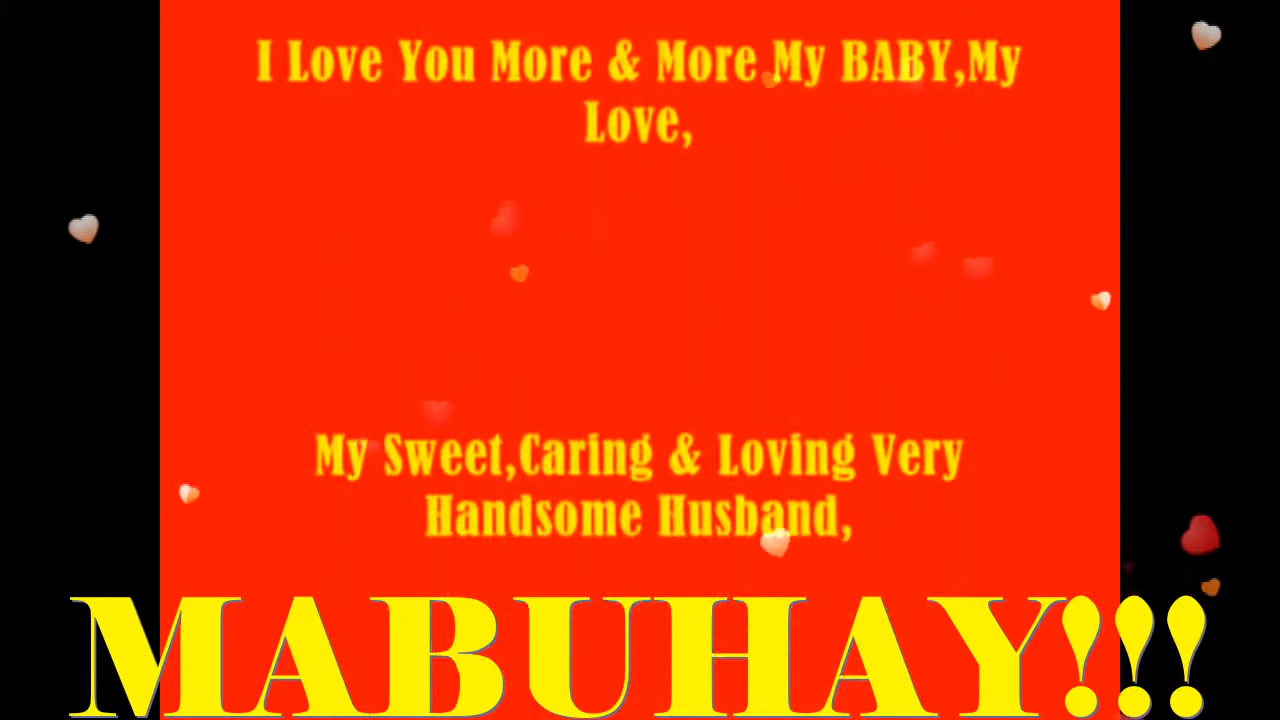 I Love You More & More My BABY,My
Love,
My Sweet,Caring & Loving Very
Handsome Husband,
MABUHAY!!!